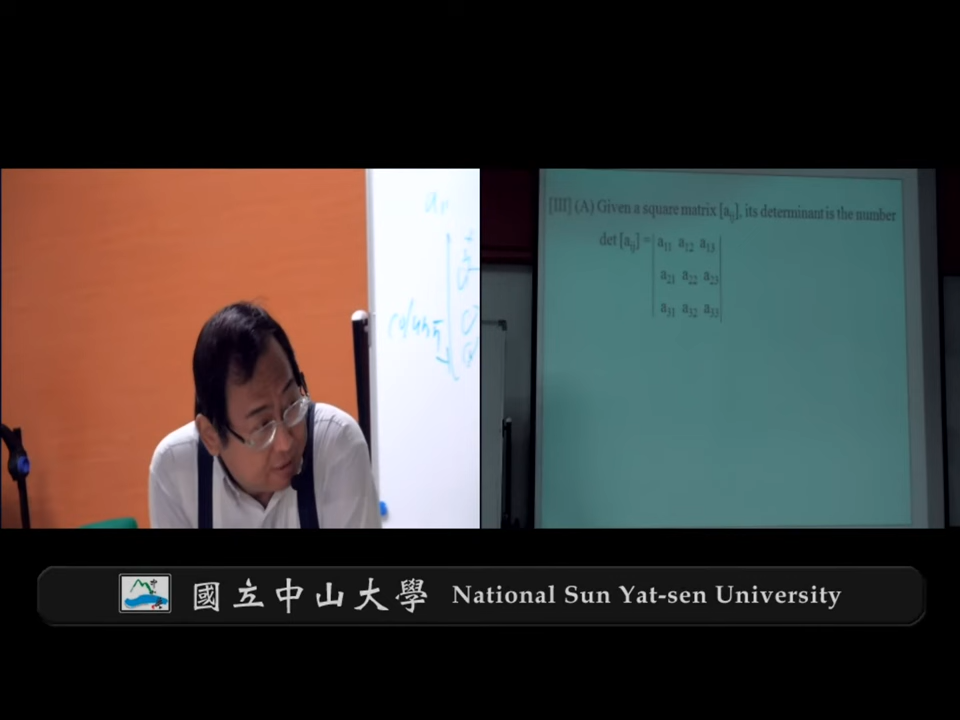 [III] (A) Given a square matrix [aij], its determinant is the number
det [aij] = | a11 a12 a13 |
| a21 a22 a23 |
| a31 a32 a33 |
column
國立中山大學 National Sun Yat-sen University